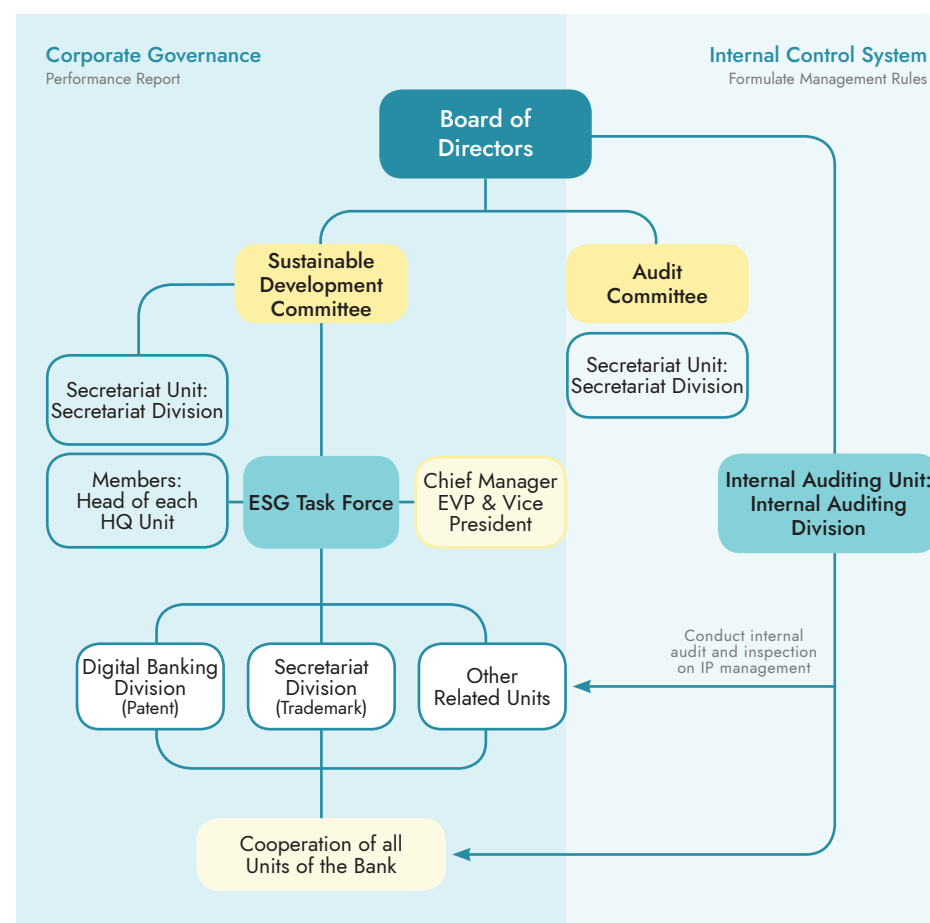 Corporate Governance
Performance Report
Internal Control System
Formulate Management Rules
Board of
Directors
Sustainable
Development
Committee
Audit
Committee
Secretariat Unit:
Secretariat Division
Secretariat Unit:
Secretariat Division
Members:
Head of each
HQ Unit
ESG Task Force
Chief Manager
EVP & Vice
President
Internal Auditing Unit:
Internal Auditing
Division
Conduct internal
audit and inspection
on IP management
Digital Banking
Division
(Patent)
Secretariat
Division
(Trademark)
Other
Related Units
Cooperation of all
Units of the Bank